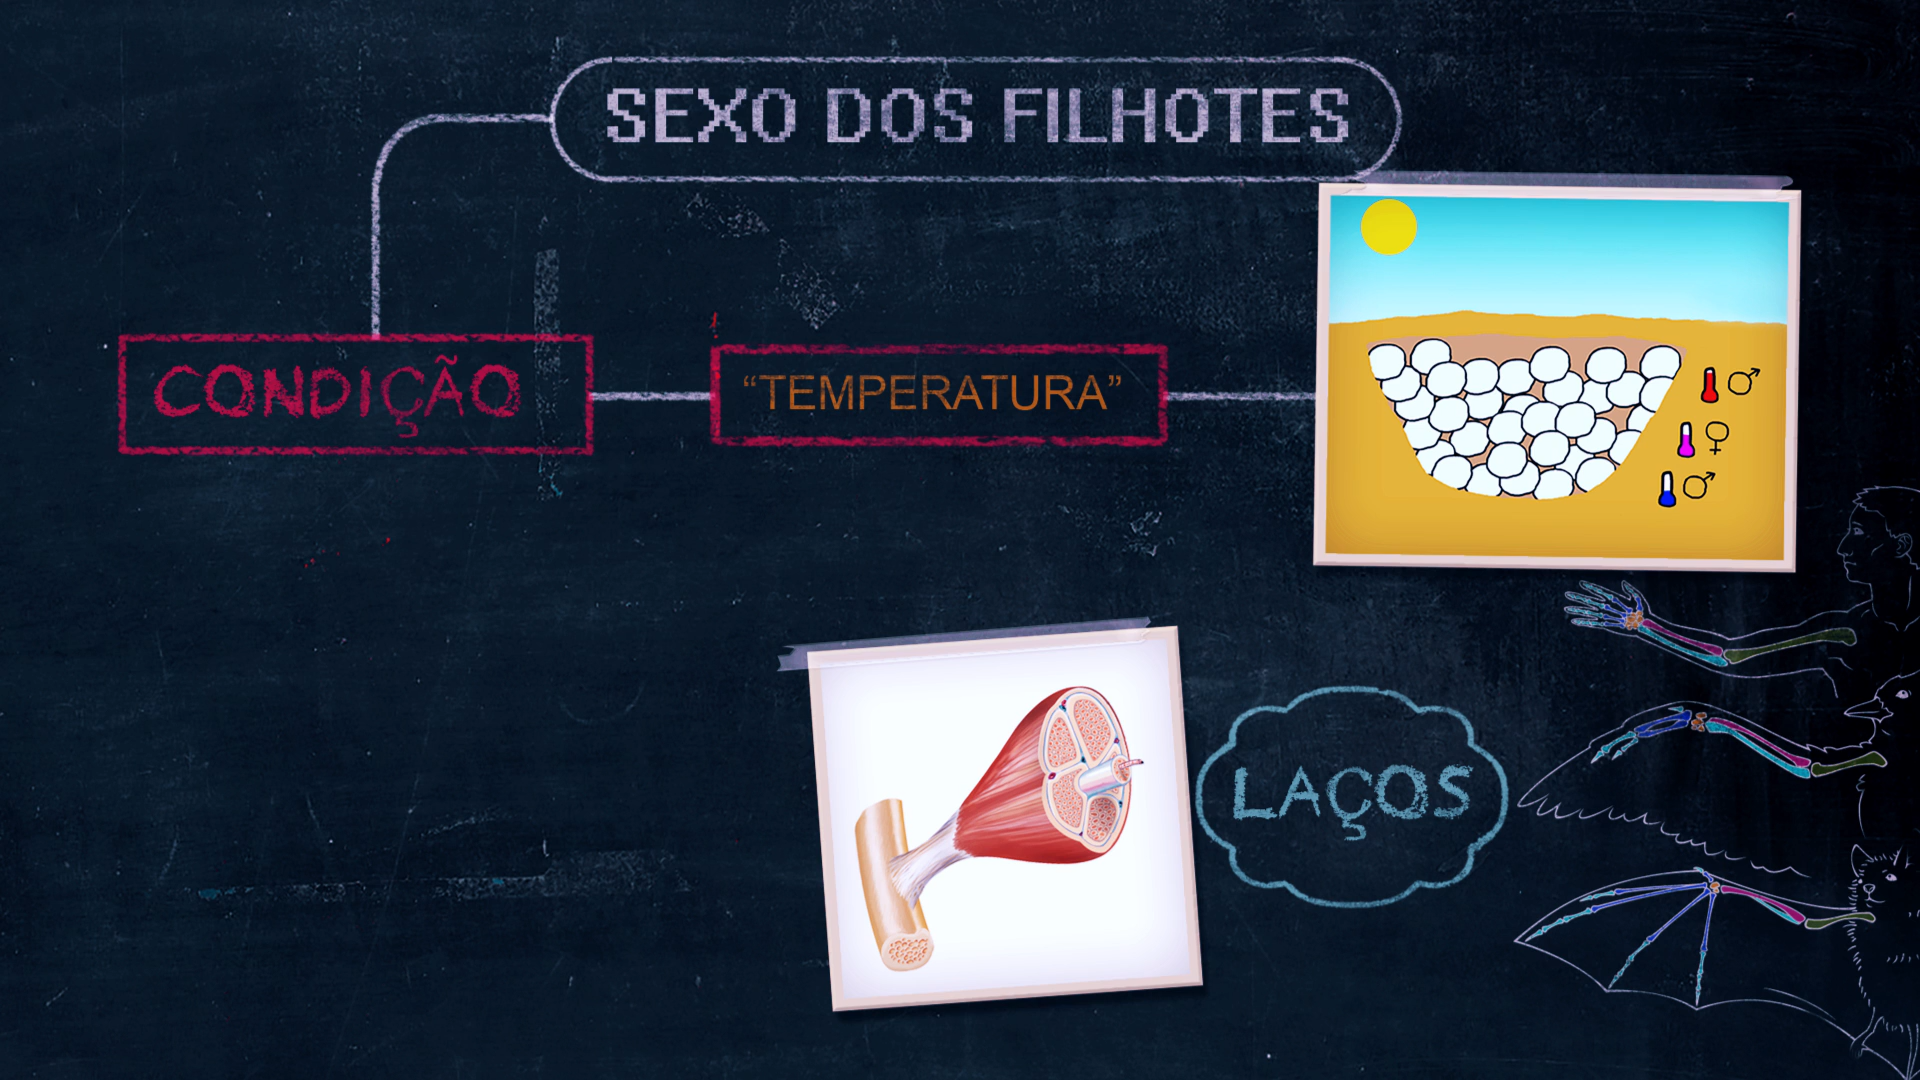 SEXO DOS FILHOTES
CONDIÇÃO
“TEMPERATURA”
LAÇOS